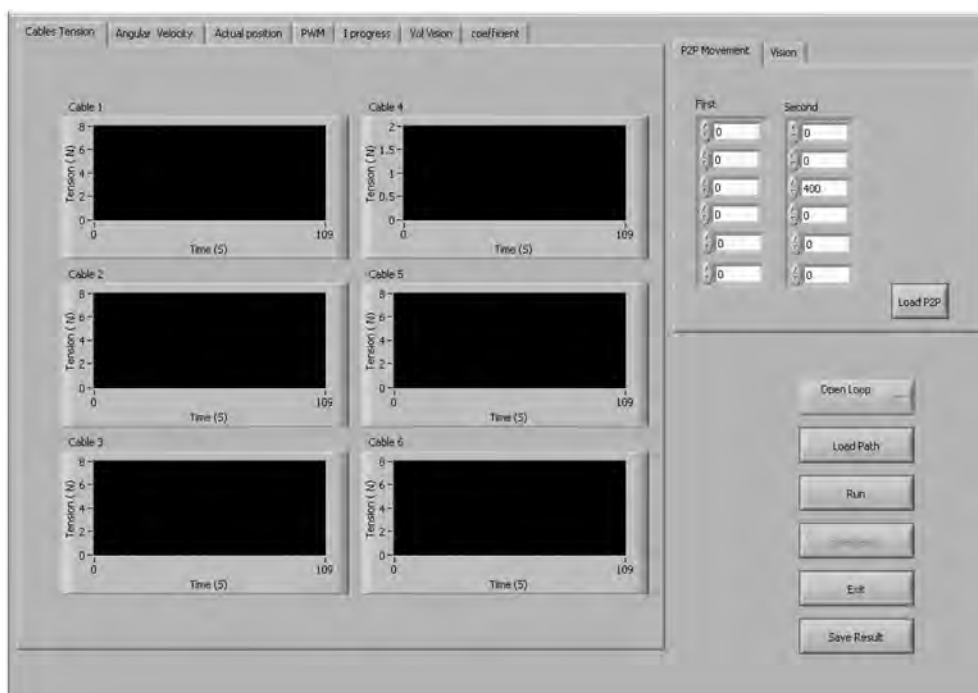 Cables Tension Angular Velocity Actual position PWM I progress Vol Vision coefficient
P2P Movement Vision
Cable 1
8
6
4
2
0
Tension (N)
0 109
Time (S)
Cable 4
2
1.5
1
0.5
0
Tension (N)
0 109
Time (S)
Cable 2
8
6
4
2
0
Tension (N)
0 109
Time (S)
Cable 5
8
6
4
2
0
Tension (N)
0 109
Time (S)
Cable 3
8
6
4
2
0
Tension (N)
0 109
Time (S)
Cable 6
8
6
4
2
0
Tension (N)
0 109
Time (S)
First Second
0 0
0 0
0 400
0 0
0 0
0 0
Load P2P
Open Loop
Load Path
Run
Exit
Save Result